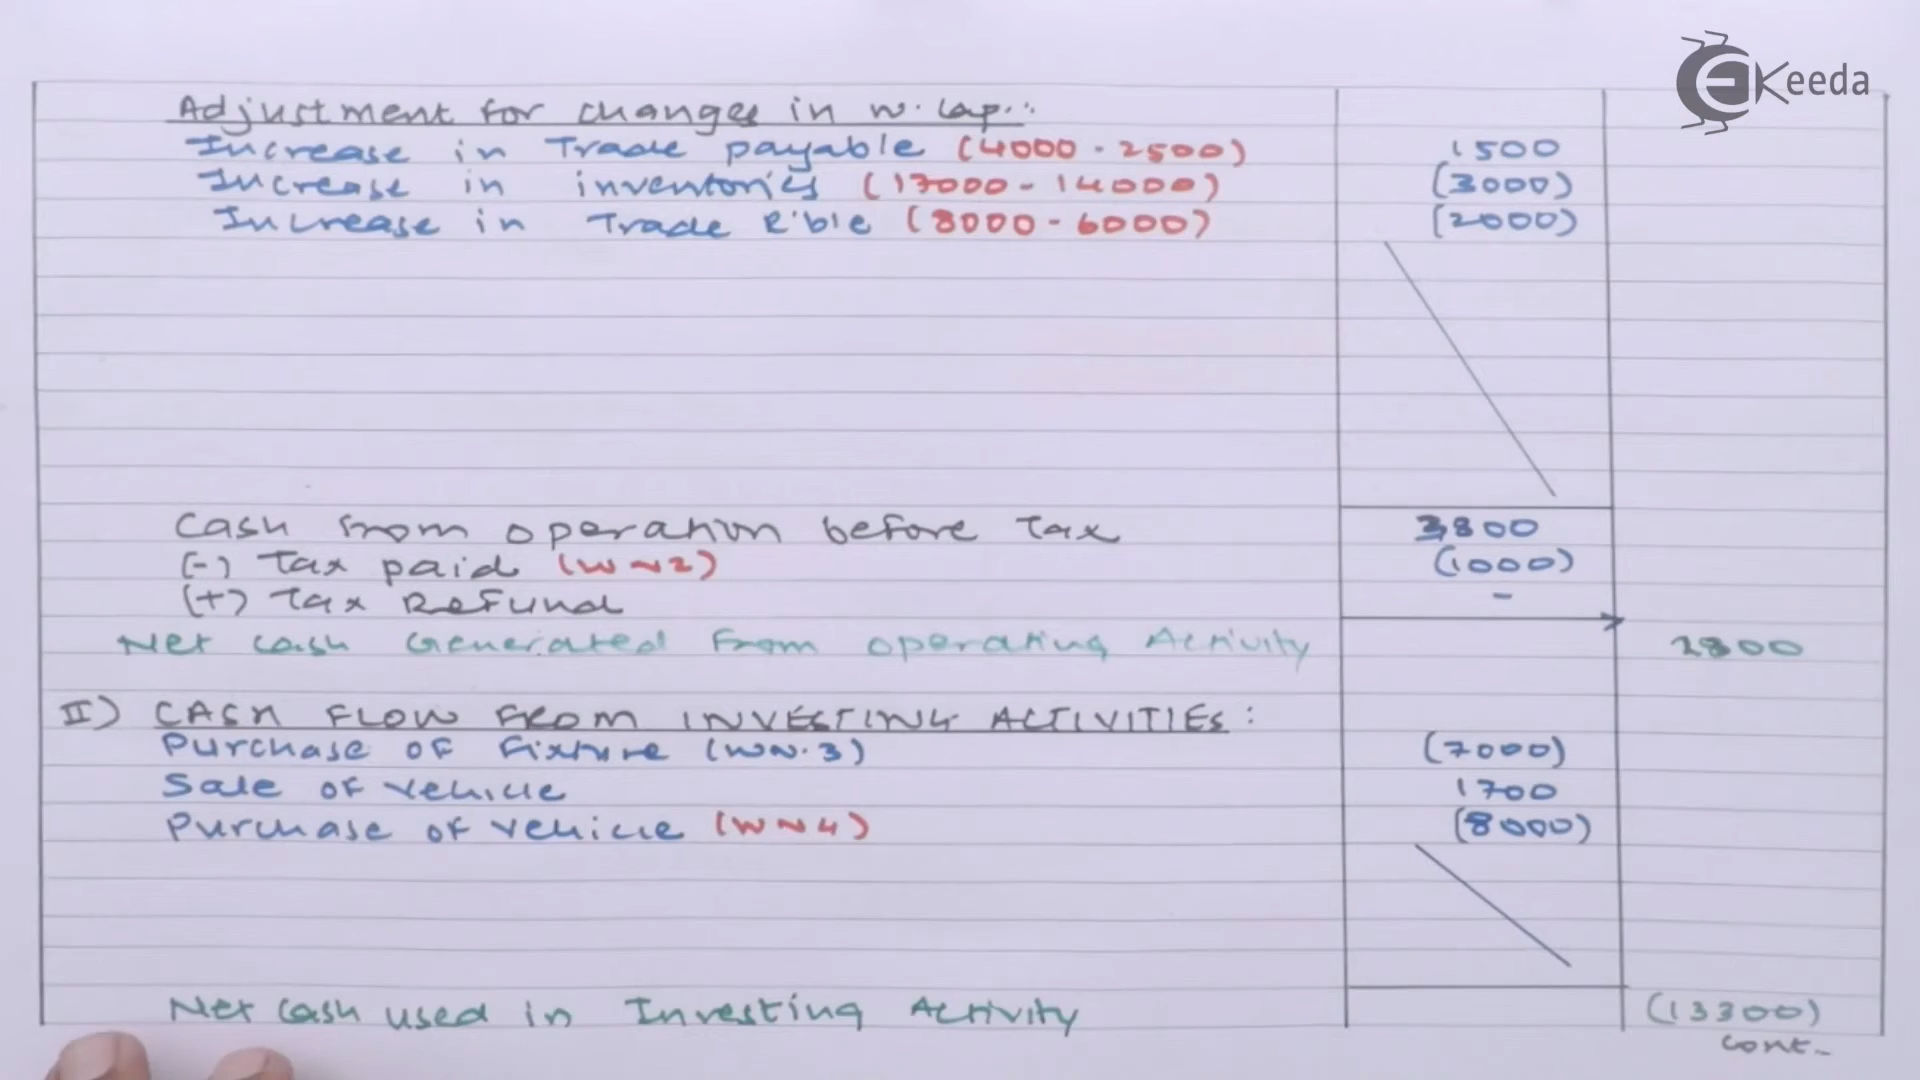 Keeda
Adjustment for changes in w. cap..
Increase in Trade payable (4000 - 2500) 1500
Increase in inventories (17000 - 14000) (3000)
Increase in Trade R'ble (8000 - 6000) (2000)
Cash from operation before Tax 3800
(-) Tax paid (WN2) (1000)
(+) Tax Refund -
Net cash Generated from operating Activity 2800
II) CASH FLOW FROM INVESTING ACTIVITIES:
Purchase of Fixture (WN.3) (7000)
Sale of vehicle 1700
Purchase of vehicle (WN4) (8000)
Net cash used in Investing Activity (13300)
cont..